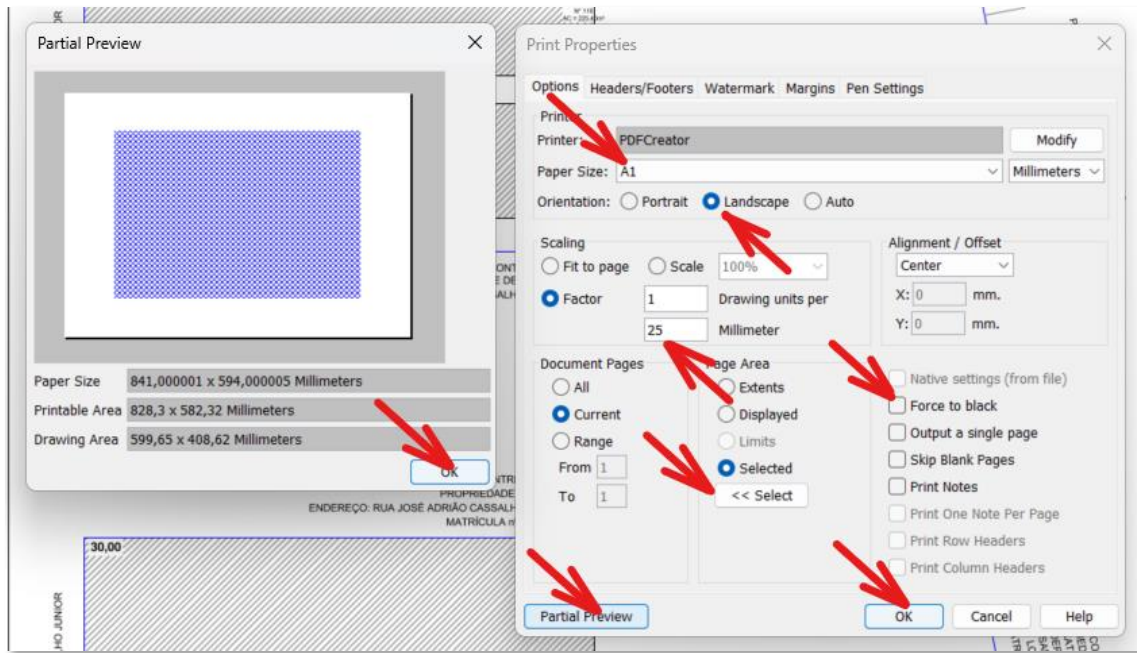 Nº 118
Partial Preview
Paper Size 841,000001 x 594,000005 Millimeters
Printable Area 828,3 x 582,32 Millimeters
Drawing Area 599,65 x 408,62 Millimeters
OK
PROPRIEDADE
ENDEREÇO: RUA JOSÉ ADRIÃO CASSALH
MATRÍCULA nº
30,00
LHO JUNIOR
Print Properties
Options Headers/Footers Watermark Margins Pen Settings
Printer
Printer: PDFCreator Modify
Paper Size: A1 Millimeters
Orientation: Portrait Landscape Auto
Scaling
Fit to page Scale 100%
Factor 1 Drawing units per
25 Millimeter
Alignment / Offset
Center
X: 0 mm.
Y: 0 mm.
Document Pages
All
Current
Range
From 1
To 1
Page Area
Extents
Displayed
Limits
Selected
<< Select
Native settings (from file)
Force to black
Output a single page
Skip Blank Pages
Print Notes
Print One Note Per Page
Print Row Headers
Print Column Headers
Partial Preview OK Cancel Help